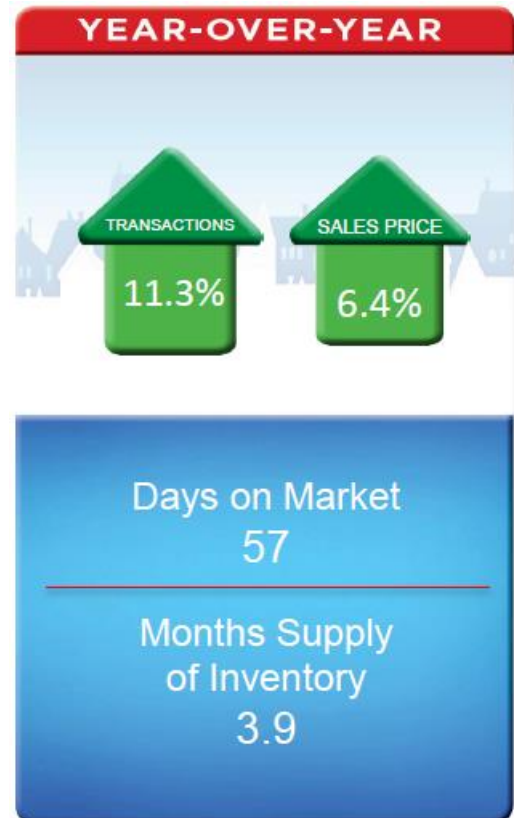 YEAR-OVER-YEAR
TRANSACTIONS
11.3%
SALES PRICE
6.4%
Days on Market
57
Months Supply
of Inventory
3.9